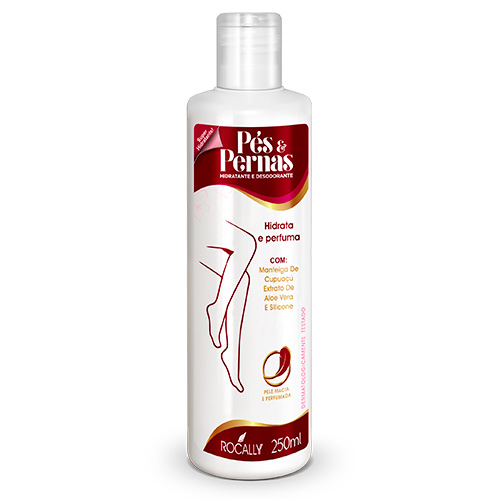 Super
Hidratante!
Pés &
Pernas
HIDRATANTE E DESODORANTE
Hidrata
e perfuma
COM:
Manteiga De
Cupuaçú
Extrato De
Aloe Vera
E Silicone
DERMATOLOGICAMENTE TESTADO
PELE MACIA
E PERFUMADA
ROCALLY 250ml